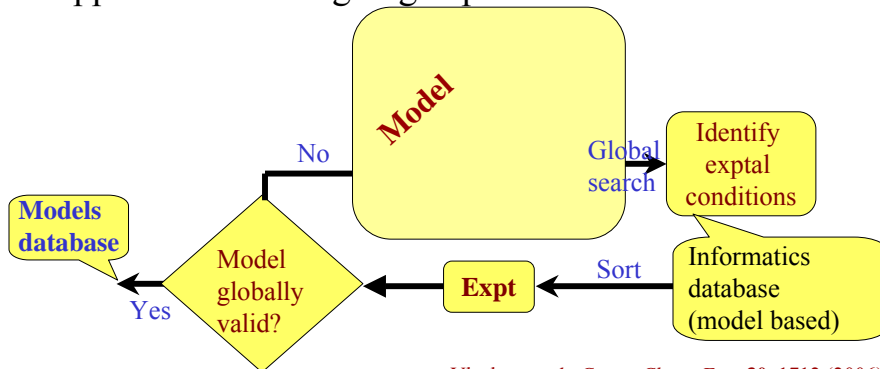 Model
No
Global
search
Identify
exptal
conditions
Models
database
Model
globally
valid?
Yes
Expt
Sort
Informatics
database
(model based)